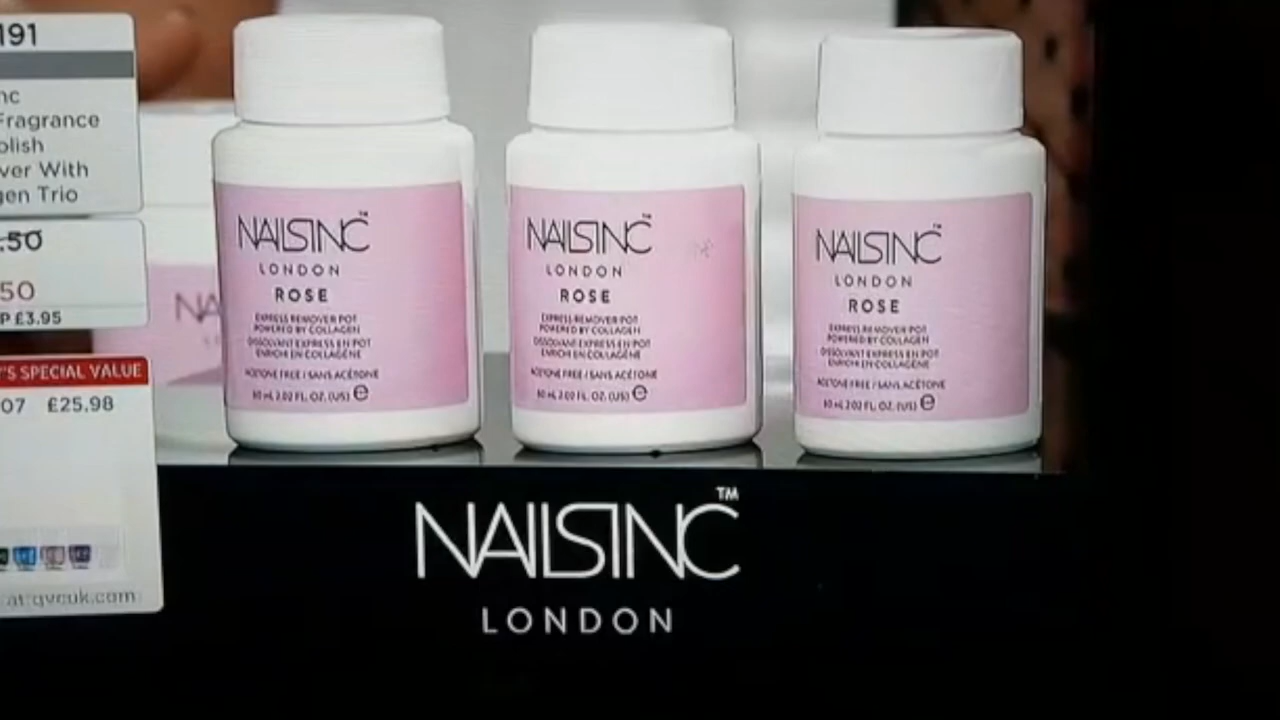 191
nc
Fragrance
olish
ver With
gen Trio
.50
50
P £3.95
'S SPECIAL VALUE
07 £25.98
at qvcuk.com
NAILSINC™
LONDON
ROSE
EXPRESS REMOVER POT
POWERED BY COLLAGEN
DISSOLVANT EXPRESS EN POT
ENRICHI EN COLLAGÈNE
ACETONE FREE / SANS ACÉTONE
60 mL 2.02 FL. OZ. (US) e
NAILSINC™
LONDON
ROSE
EXPRESS REMOVER POT
POWERED BY COLLAGEN
DISSOLVANT EXPRESS EN POT
ENRICHI EN COLLAGÈNE
ACETONE FREE / SANS ACÉTONE
60 mL 2.02 FL. OZ. (US) e
NAILSINC™
LONDON
ROSE
EXPRESS REMOVER POT
POWERED BY COLLAGEN
DISSOLVANT EXPRESS EN POT
ENRICHI EN COLLAGÈNE
ACETONE FREE / SANS ACÉTONE
60 mL 2.02 FL. OZ. (US) e
NA
NAILSINC™
LONDON